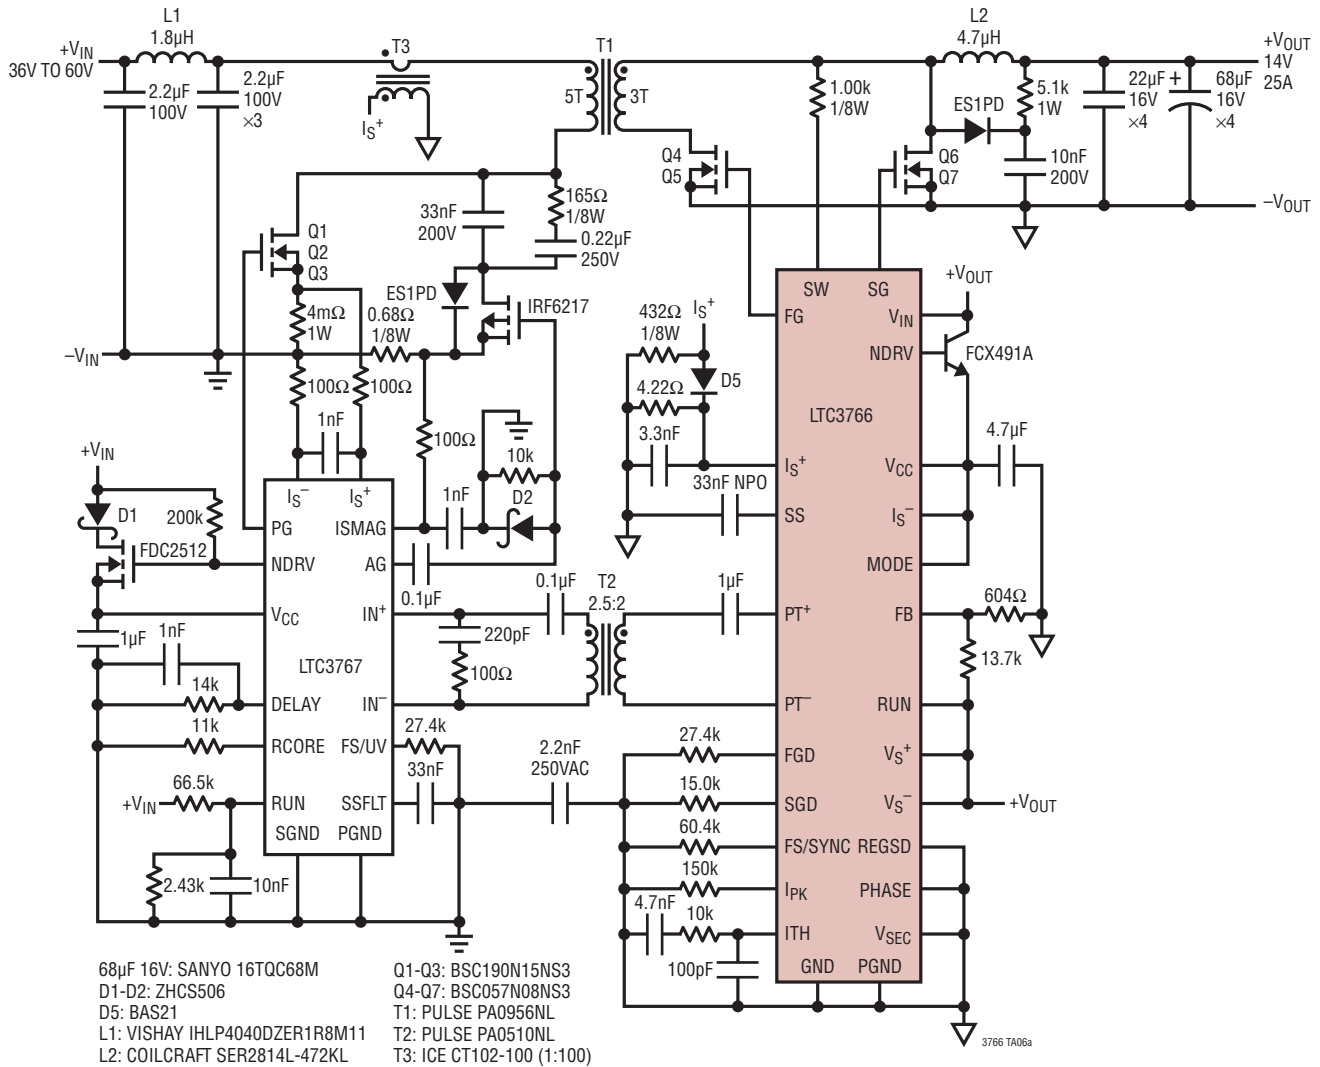 L1
1.8µH
+VIN
36V TO 60V
2.2µF
100V
2.2µF
100V
×3
T3
IS+
T1
5T
3T
L2
4.7µH
+VOUT
14V
25A
1.00k
1/8W
ES1PD
5.1k
1W
22µF
16V
×4
+
68µF
16V
×4
Q4
Q5
Q6
Q7
10nF
200V
–VOUT
Q1
Q2
Q3
33nF
200V
165Ω
1/8W
0.22µF
250V
ES1PD
IRF6217
4mΩ
1W
0.68Ω
1/8W
–VIN
100Ω
100Ω
1nF
100Ω
10k
1nF
D2
+VIN
D1
200k
FDC2512
IS–
IS+
PG
ISMAG
NDRV
AG
0.1µF
VCC
IN+
LTC3767
DELAY
IN–
RCORE
FS/UV
RUN
SSFLT
SGND
PGND
1µF
1nF
14k
11k
66.5k
+VIN
2.43k
10nF
220pF
100Ω
27.4k
33nF
0.1µF
T2
2.5:2
1µF
2.2nF
250VAC
432Ω
1/8W
IS+
D5
4.22Ω
3.3nF
33nF NPO
27.4k
15.0k
60.4k
150k
4.7nF
10k
100pF
SW
SG
FG
VIN
NDRV
LTC3766
IS+
VCC
SS
IS–
MODE
PT+
FB
PT–
RUN
FGD
VS+
SGD
VS–
FS/SYNC
REGSD
IPK
PHASE
ITH
VSEC
GND
PGND
+VOUT
FCX491A
4.7µF
604Ω
13.7k
+VOUT
68µF 16V: SANYO 16TQC68M
D1-D2: ZHCS506
D5: BAS21
L1: VISHAY IHLP4040DZER1R8M11
L2: COILCRAFT SER2814L-472KL
Q1-Q3: BSC190N15NS3
Q4-Q7: BSC057N08NS3
T1: PULSE PA0956NL
T2: PULSE PA0510NL
T3: ICE CT102-100 (1:100)
3766 TA06a